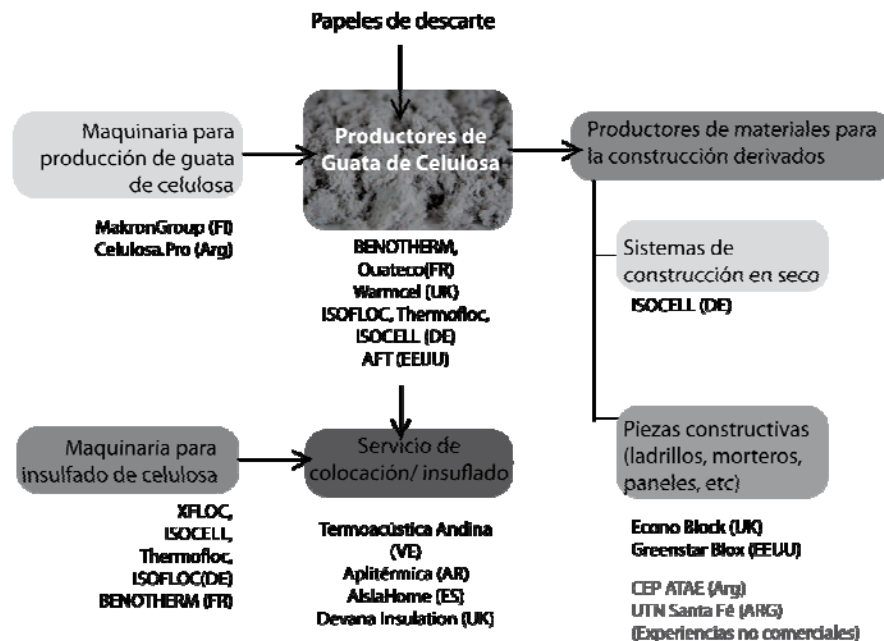 Papeles de descarte
Maquinaria para
producción de guata
de celulosa
MakronGroup (FI)
Celulosa.Pro (Arg)
Productores de
Guata de Celulosa
BENOTHERM,
Ouateco(FR)
Warmcel (UK)
ISOFLOC, Thermofloc,
ISOCELL (DE)
AFT (EEUU)
Productores de materiales para
la construcción derivados
Sistemas de
construcción en seco
ISOCELL (DE)
Maquinaria para
insulfado de celulosa
XFLOC,
ISOCELL,
Thermofloc,
ISOFLOC(DE)
BENOTHERM (FR)
Servicio de
colocación/ insuflado
Termoacústica Andina
(VE)
Aplitérmica (AR)
AislaHome (ES)
Devana Insulation (UK)
Piezas constructivas
(ladrillos, morteros,
paneles, etc)
Econo Block (UK)
Greenstar Blox (EEUU)
CEP ATAE (Arg)
UTN Santa Fé (ARG)
(Experiencias no comerciales)